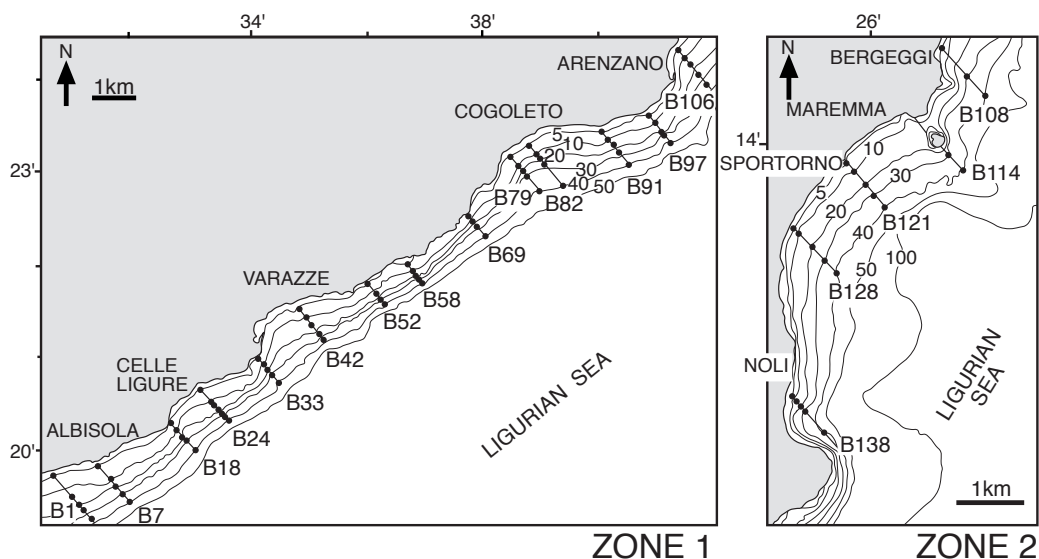 34'
38'
26'
N
1km
ARENZANO
B106
COGOLETO
5
10
20
30
40
50
B97
B91
B82
B79
23'
B69
VARAZZE
B58
B52
B42
CELLE
LIGURE
B33
LIGURIAN SEA
ALBISOLA
B24
20'
B18
B1
B7
ZONE 1
N
BERGEGGI
B108
MAREMMA
14'
10
SPORTORNO
30
B114
5
20
B121
40
100
50
B128
NOLI
LIGURIAN
SEA
B138
1km
ZONE 2